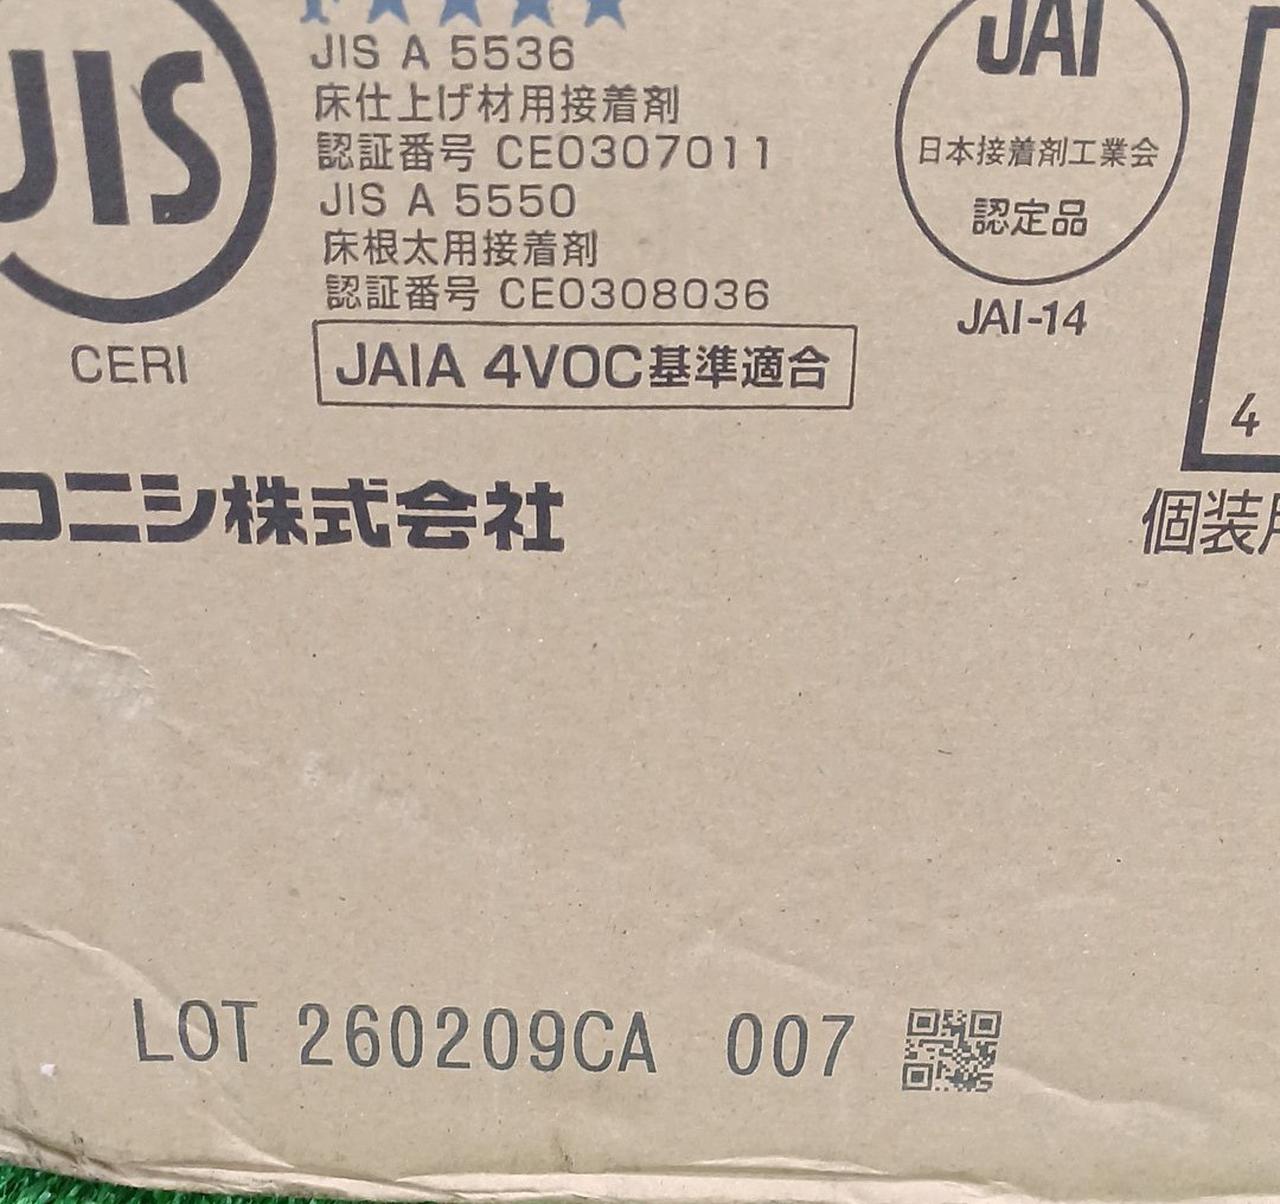 F★★★★
JIS
JIS A 5536
床仕上げ材用接着剤
認証番号 CE0307011
JIS A 5550
床根太用接着剤
認証番号 CE0308036
CERI
JAIA 4VOC基準適合
JAI
日本接着剤工業会
認定品
JAI-14
4
コニシ株式会社
個装
LOT 260209CA 007